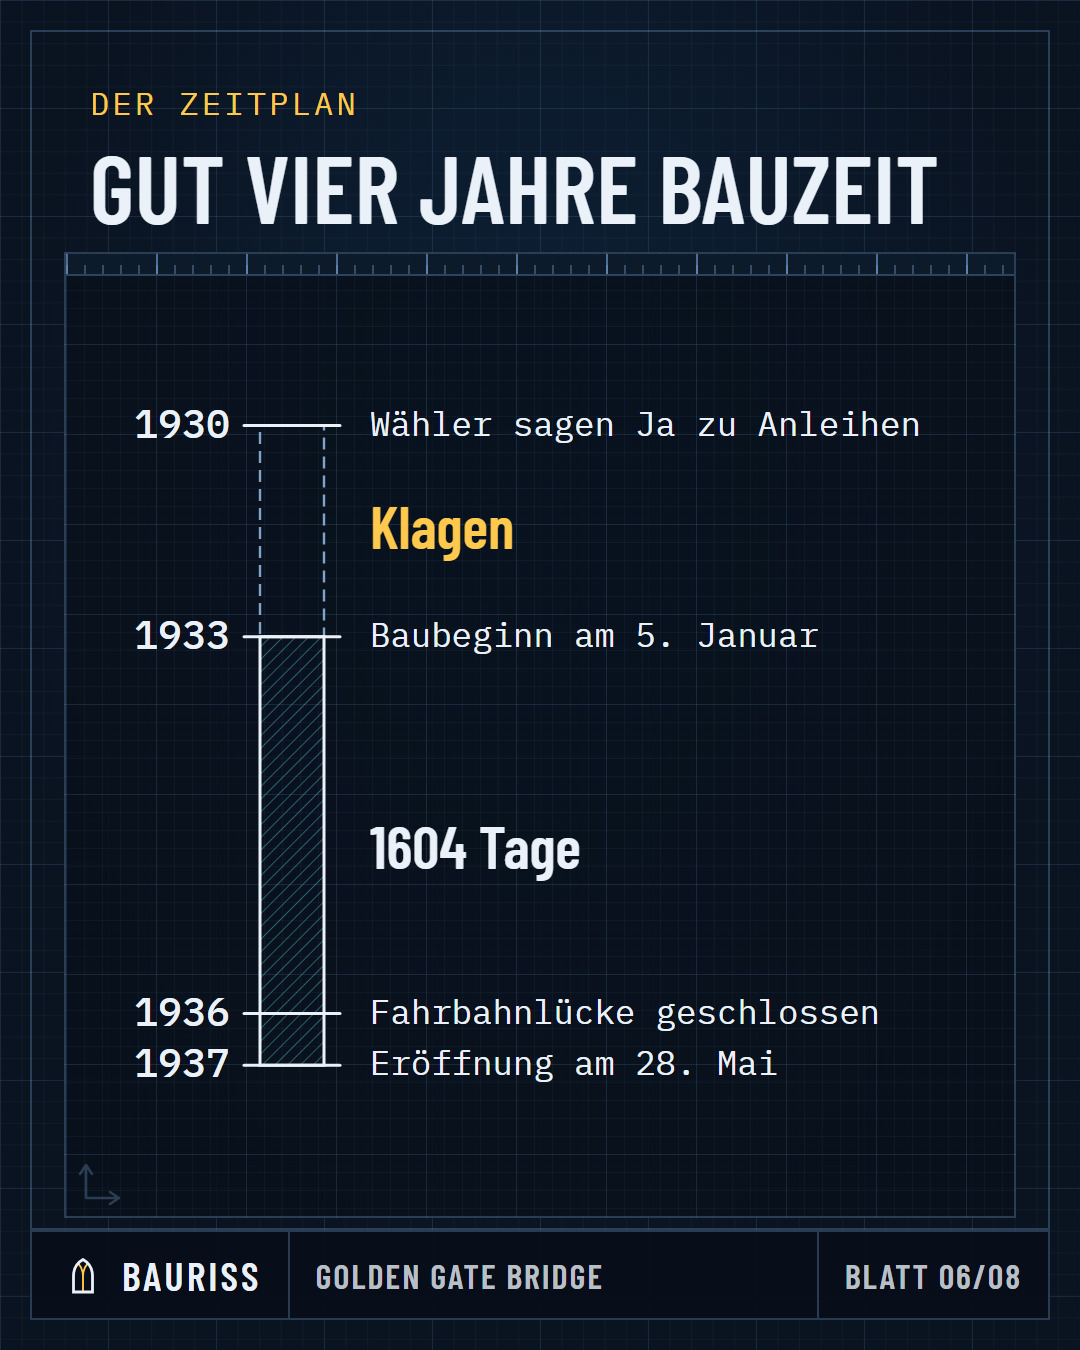 DER ZEITPLAN
GUT VIER JAHRE BAUZEIT
1930 Wähler sagen Ja zu Anleihen
Klagen
1933 Baubeginn am 5. Januar
1604 Tage
1936 Fahrbahnlücke geschlossen
1937 Eröffnung am 28. Mai
BAURISS GOLDEN GATE BRIDGE BLATT 06/08